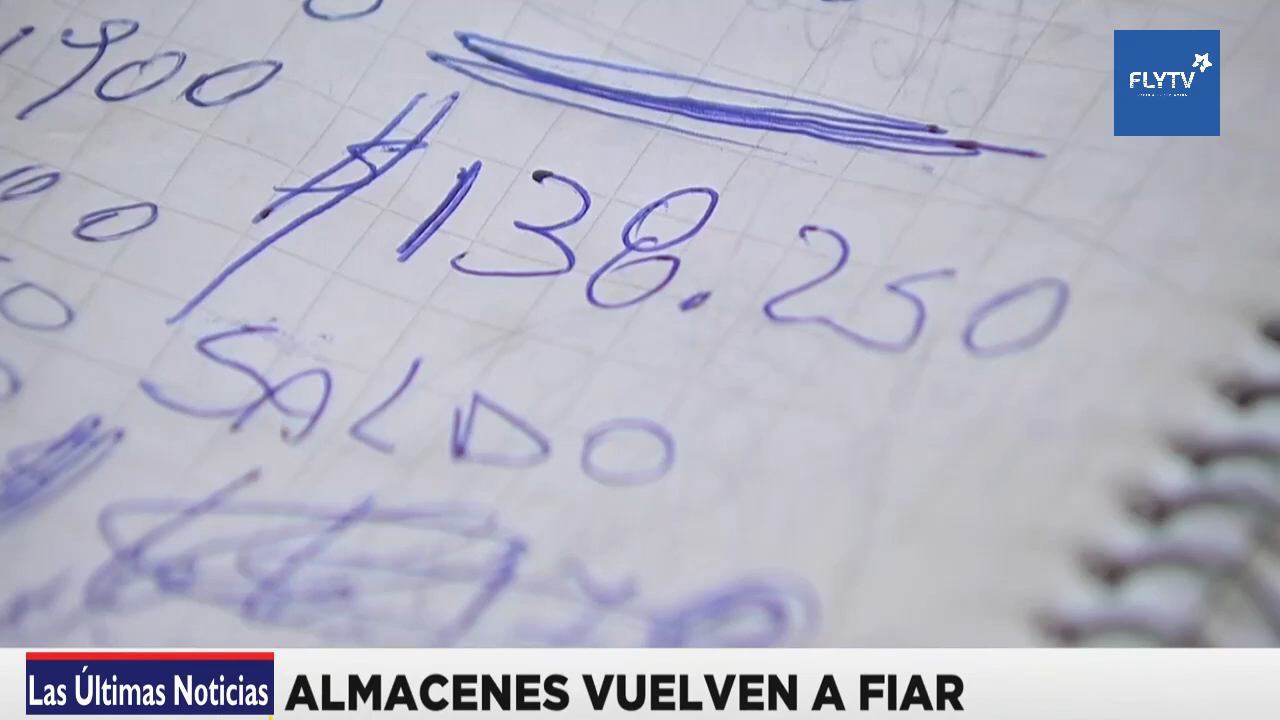 1900
FLYTV
$138.250
SALDO
Las Últimas Noticias
ALMACENES VUELVEN A FIAR